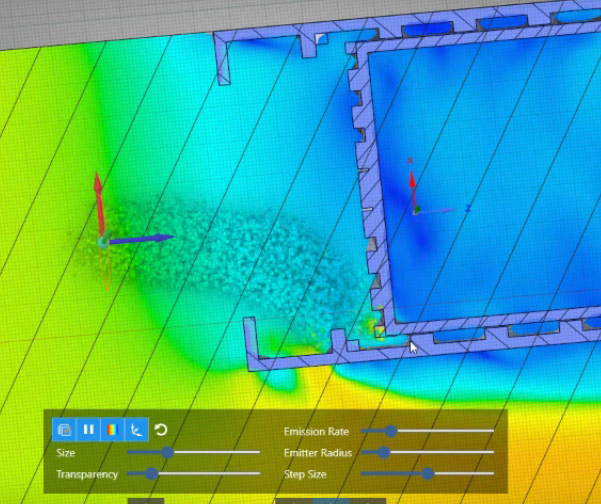 X
Z
Emission Rate
Size
Emitter Radius
Transparency
Step Size